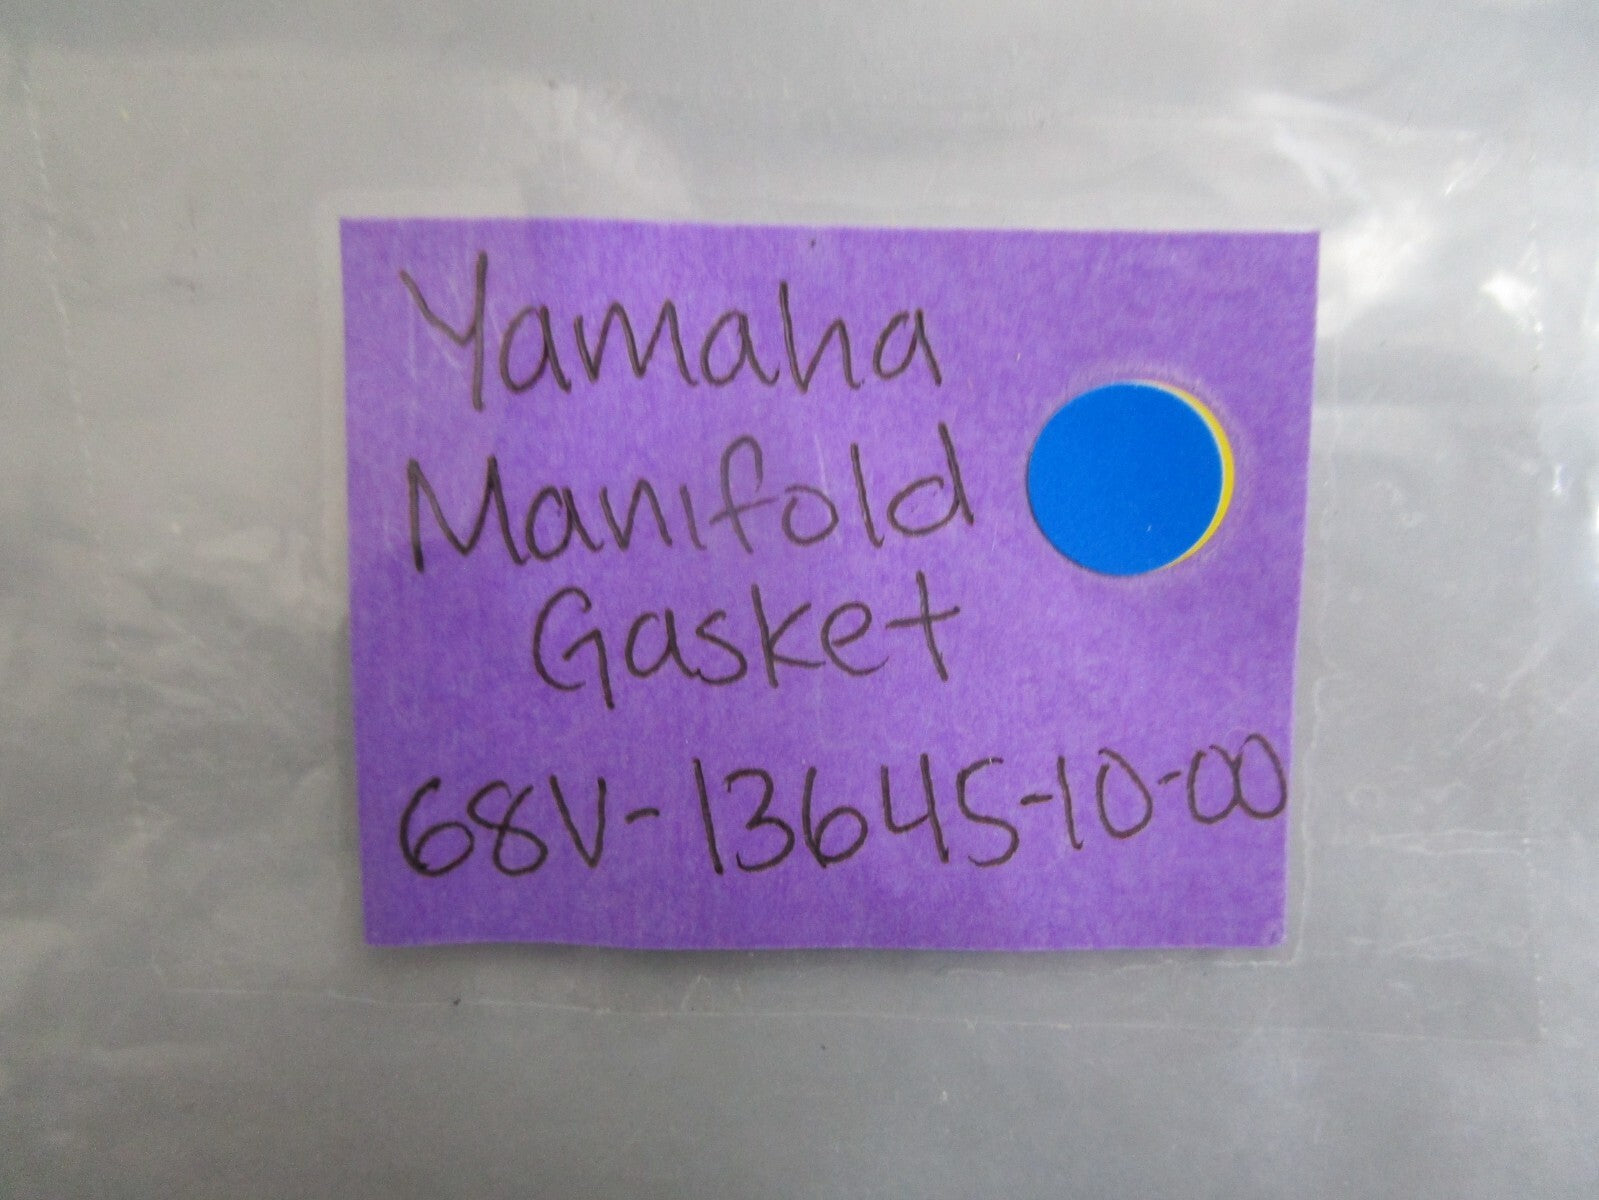 Yamaha
Manifold
Gasket
68V-13645-10-00